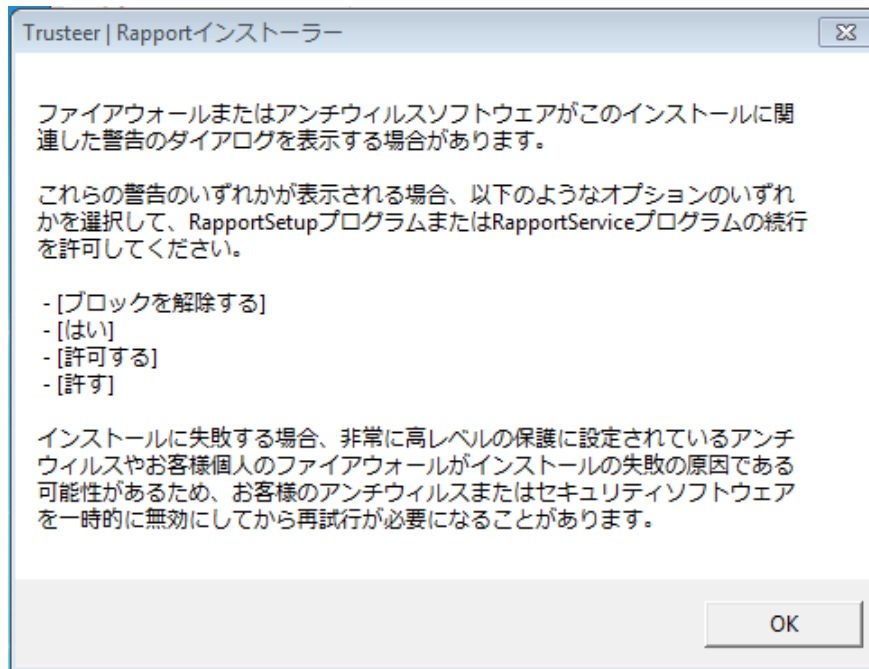 Trusteer | Rapportインストーラー
ファイアウォールまたはアンチウィルスソフトウェアがこのインストールに関
連した警告のダイアログを表示する場合があります。
これらの警告のいずれかが表示される場合、以下のようなオプションのいずれ
かを選択して、RapportSetupプログラムまたはRapportServiceプログラムの続行
を許可してください。
- [ブロックを解除する]
- [はい]
- [許可する]
- [許す]
インストールに失敗する場合、非常に高レベルの保護に設定されているアンチ
ウィルスやお客様個人のファイアウォールがインストールの失敗の原因である
可能性があるため、お客様のアンチウィルスまたはセキュリティソフトウェア
を一時的に無効にしてから再試行が必要になることがあります。
OK